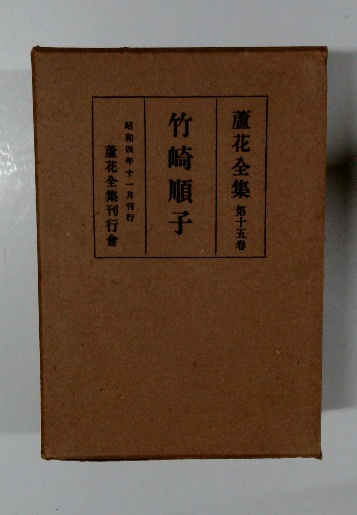 蘆花全集 第十五卷
竹崎順子
昭和四年十一月刊行
蘆花全集刊行會